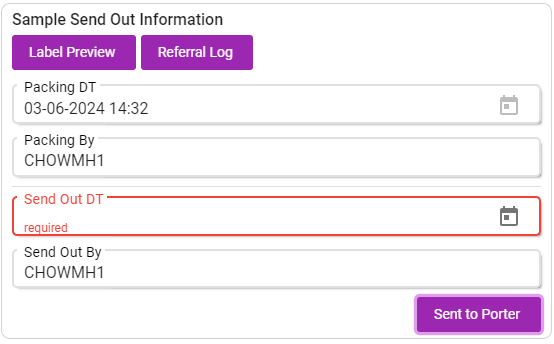 Sample Send Out Information
Label Preview Referral Log
Packing DT
03-06-2024 14:32
Packing By
CHOWMH1
Send Out DT
required
Send Out By
CHOWMH1
Sent to Porter